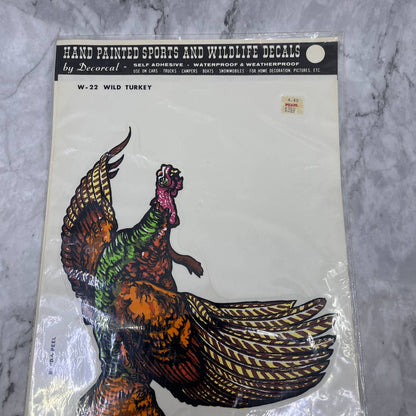 HAND PAINTED SPORTS AND WILDLIFE DECALS
by Decorcal - SELF ADHESIVE • WATERPROOF & WEATHERPROOF
USE ON CARS TRUCKS CAMPERS BOATS SNOWMOBILES FOR HOME DECORATION, PICTURES, ETC.
W-22 WILD TURKEY
PEEL